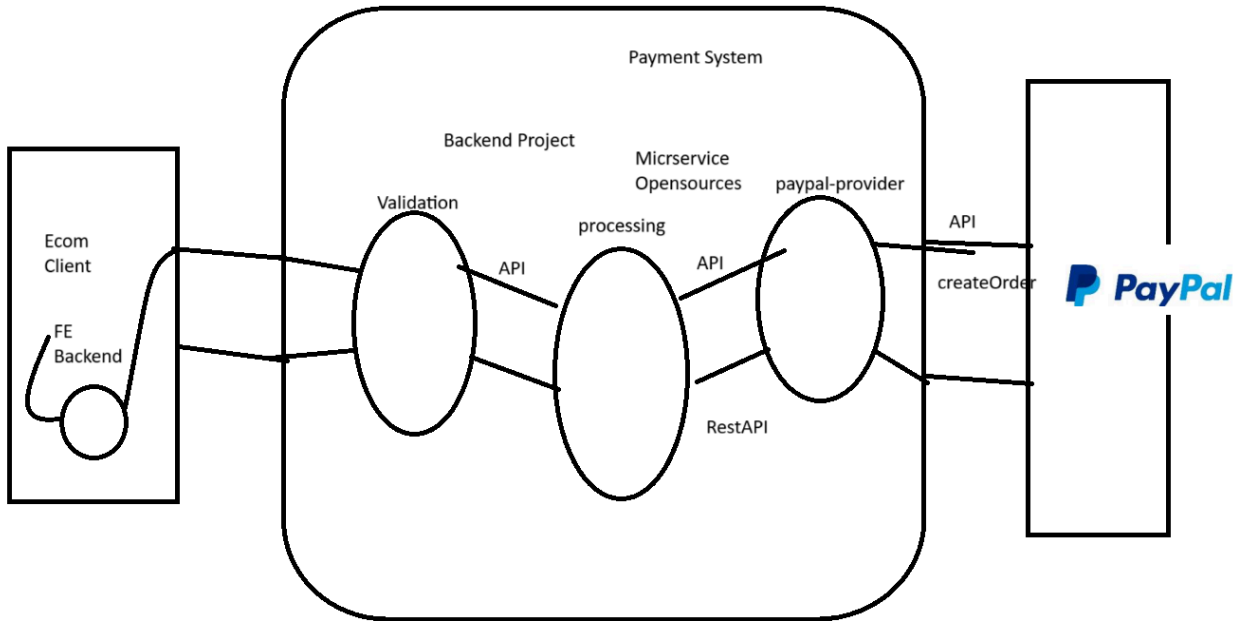 Payment System
Backend Project
Micrservice
Opensources
paypal-provider
Validation
processing
API
Ecom
Client
API
API
createOrder
PayPal
FE
Backend
RestAPI